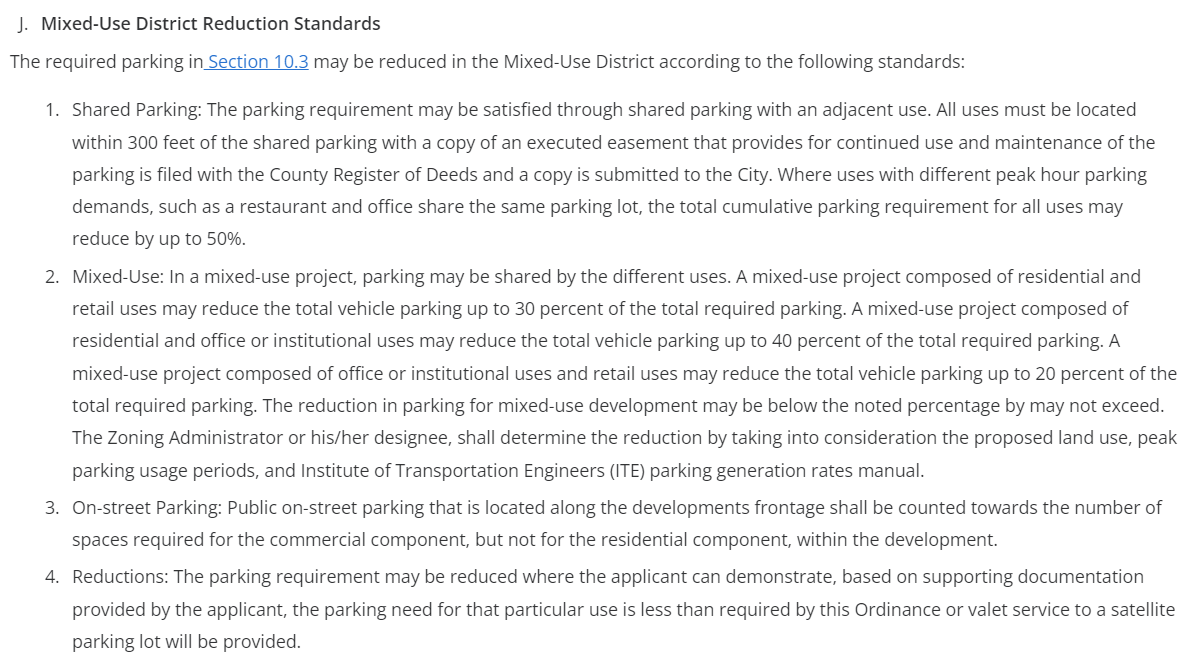 J. Mixed-Use District Reduction Standards
The required parking in Section 10.3 may be reduced in the Mixed-Use District according to the following standards:
1. Shared Parking: The parking requirement may be satisfied through shared parking with an adjacent use. All uses must be located
within 300 feet of the shared parking with a copy of an executed easement that provides for continued use and maintenance of the
parking is filed with the County Register of Deeds and a copy is submitted to the City. Where uses with different peak hour parking
demands, such as a restaurant and office share the same parking lot, the total cumulative parking requirement for all uses may
reduce by up to 50%.
2. Mixed-Use: In a mixed-use project, parking may be shared by the different uses. A mixed-use project composed of residential and
retail uses may reduce the total vehicle parking up to 30 percent of the total required parking. A mixed-use project composed of
residential and office or institutional uses may reduce the total vehicle parking up to 40 percent of the total required parking. A
mixed-use project composed of office or institutional uses and retail uses may reduce the total vehicle parking up to 20 percent of the
total required parking. The reduction in parking for mixed-use development may be below the noted percentage by may not exceed.
The Zoning Administrator or his/her designee, shall determine the reduction by taking into consideration the proposed land use, peak
parking usage periods, and Institute of Transportation Engineers (ITE) parking generation rates manual.
3. On-street Parking: Public on-street parking that is located along the developments frontage shall be counted towards the number of
spaces required for the commercial component, but not for the residential component, within the development.
4. Reductions: The parking requirement may be reduced where the applicant can demonstrate, based on supporting documentation
provided by the applicant, the parking need for that particular use is less than required by this Ordinance or valet service to a satellite
parking lot will be provided.